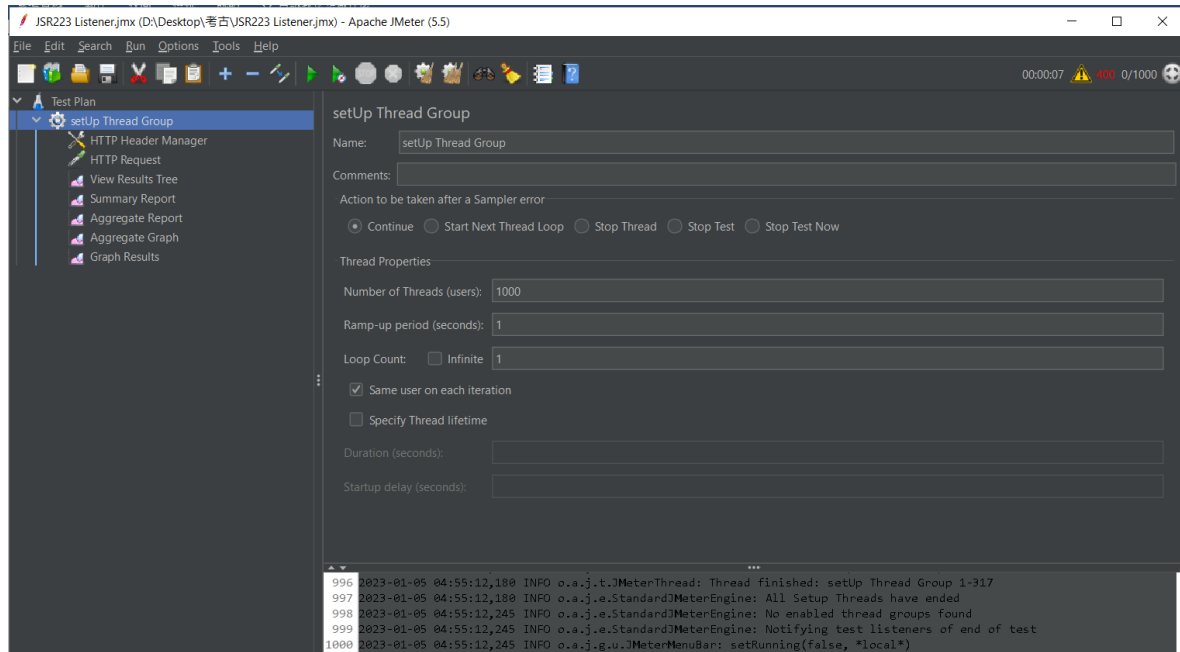 JSR223 Listener.jmx (D:\Desktop\考古\JSR223 Listener.jmx) - Apache JMeter (5.5)
File Edit Search Run Options Tools Help
00:00:07 400 0/1000
Test Plan
setUp Thread Group
HTTP Header Manager
HTTP Request
View Results Tree
Summary Report
Aggregate Report
Aggregate Graph
Graph Results
setUp Thread Group
Name: setUp Thread Group
Comments:
Action to be taken after a Sampler error
Continue Start Next Thread Loop Stop Thread Stop Test Stop Test Now
Thread Properties
Number of Threads (users): 1000
Ramp-up period (seconds): 1
Loop Count: Infinite 1
Same user on each iteration
Specify Thread lifetime
Duration (seconds):
Startup delay (seconds):
996 2023-01-05 04:55:12,180 INFO o.a.j.t.JMeterThread: Thread finished: setUp Thread Group 1-317
997 2023-01-05 04:55:12,180 INFO o.a.j.e.StandardJMeterEngine: All Setup Threads have ended
998 2023-01-05 04:55:12,245 INFO o.a.j.e.StandardJMeterEngine: No enabled thread groups found
999 2023-01-05 04:55:12,245 INFO o.a.j.e.StandardJMeterEngine: Notifying test listeners of end of test
1000 2023-01-05 04:55:12,245 INFO o.a.j.g.u.JMeterMenuBar: setRunning(false, *local*)